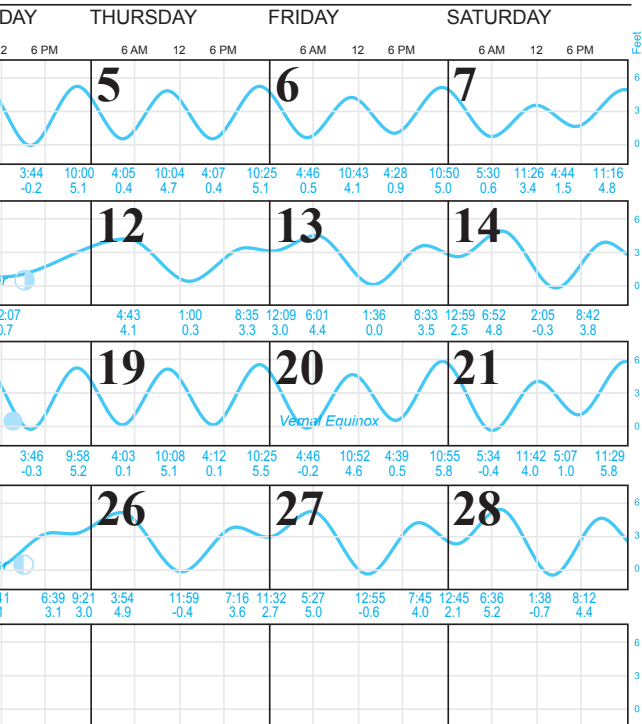 DAY THURSDAY FRIDAY SATURDAY
2 6 PM 6 AM 12 6 PM 6 AM 12 6 PM 6 AM 12 6 PM Feet
5 6 7
6
3
0
3:44 10:00 4:05 10:04 4:07 10:25 4:46 10:43 4:28 10:50 5:30 11:26 4:44 11:16
-0.2 5.1 0.4 4.7 0.4 5.1 0.5 4.1 0.9 5.0 0.6 3.4 1.5 4.8
12 13 14
6
3
0
2:07 4:43 1:00 8:35 12:09 6:01 1:36 8:33 12:59 6:52 2:05 8:42
0.7 4.1 0.3 3.3 3.0 4.4 0.0 3.5 2.5 4.8 -0.3 3.8
19 20 21
6
3
Vernal Equinox
0
3:46 9:58 4:03 10:08 4:12 10:25 4:46 10:52 4:39 10:55 5:34 11:42 5:07 11:29
-0.3 5.2 0.1 5.1 0.1 5.5 -0.2 4.6 0.5 5.8 -0.4 4.0 1.0 5.8
26 27 28
6
3
0
41 6:39 9:21 3:54 11:59 7:16 11:32 5:27 12:55 7:45 12:45 6:36 1:38 8:12
3.1 3.0 4.9 -0.4 3.6 2.7 5.0 -0.6 4.0 2.1 5.2 -0.7 4.4
6
3
0